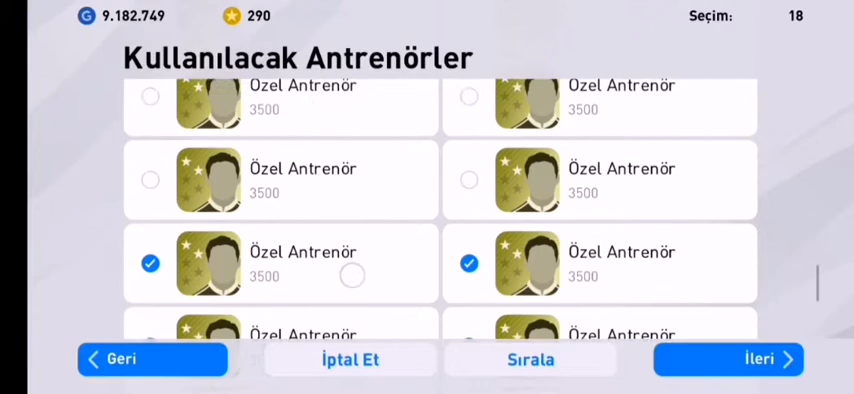 G 9.182.749 290 Seçim: 18
Kullanılacak Antrenörler
Özel Antrenör Özel Antrenör
3500 3500
Özel Antrenör Özel Antrenör
3500 3500
Özel Antrenör Özel Antrenör
3500 3500
Özel Antrenör Özel Antrenör
Geri İptal Et Sırala İleri